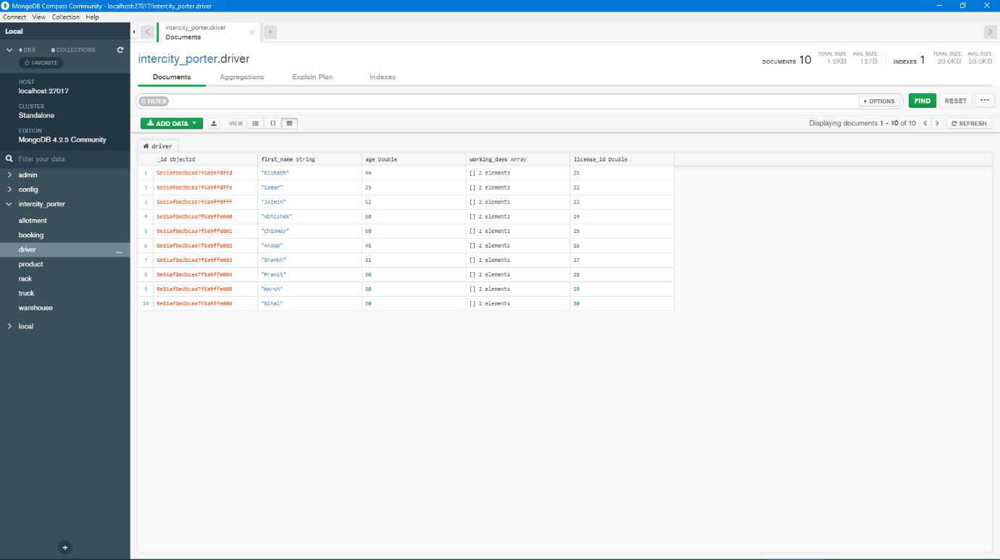 MongoDB Compass Community - localhost:27017/intercity_porter.driver
Connect View Collection Help
Local
4 DBS 8 COLLECTIONS
FAVORITE
HOST
localhost:27017
CLUSTER
Standalone
EDITION
MongoDB 4.2.5 Community
Filter your data
admin
config
intercity_porter
allotment
booking
driver ...
product
rack
truck
warehouse
local
intercity_porter.driver
Documents
intercity_porter.driver
DOCUMENTS 10
TOTAL SIZE 1.2KB
AVG. SIZE 127B
INDEXES 1
TOTAL SIZE 20.0KB
AVG. SIZE 20.0KB
Documents Aggregations Explain Plan Indexes
FILTER
OPTIONS
FIND
RESET
...
ADD DATA
VIEW
{}
Displaying documents 1 - 10 of 10
REFRESH
driver
_id ObjectId first_name String age Double working_days Array license_id Double
1 5e81af8edbcaa7f8a9ffdffd "Rishabh" 44 [] 2 elements 21
2 5e81af8edbcaa7f8a9ffdffe "Samar" 29 [] 2 elements 22
3 5e81af8edbcaa7f8a9ffdfff "Jaimin" 52 [] 2 elements 23
4 5e81af8edbcaa7f8a9ffe000 "Abhishek" 50 [] 2 elements 24
5 5e81af8edbcaa7f8a9ffe001 "Chinmay" 50 [] 2 elements 25
6 5e81af8edbcaa7f8a9ffe002 "Anoop" 45 [] 2 elements 26
7 5e81af8edbcaa7f8a9ffe003 "Shankh" 31 [] 2 elements 27
8 5e81af8edbcaa7f8a9ffe004 "Pranit" 30 [] 2 elements 28
9 5e81af8edbcaa7f8a9ffe005 "Harsh" 30 [] 2 elements 29
10 5e81af8edbcaa7f8a9ffe006 "Nihal" 30 [] 2 elements 30